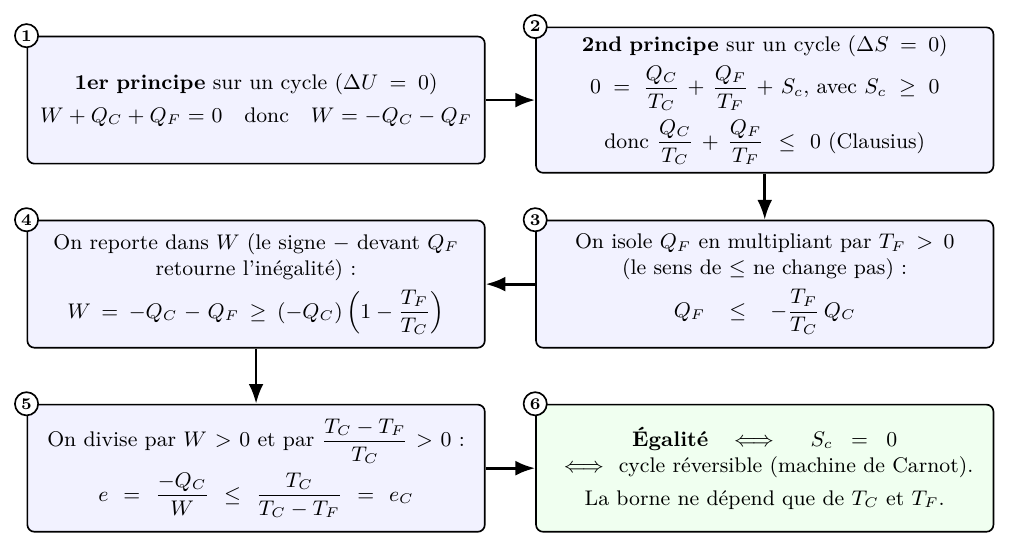 1
1er principe sur un cycle (ΔU = 0)
W + Q_C + Q_F = 0 donc W = −Q_C − Q_F
2
2nd principe sur un cycle (ΔS = 0)
0 = Q_C/T_C + Q_F/T_F + S_c, avec S_c ≥ 0
donc Q_C/T_C + Q_F/T_F ≤ 0 (Clausius)
3
On isole Q_F en multipliant par T_F > 0
(le sens de ≤ ne change pas) :
Q_F ≤ −T_F/T_C Q_C
4
On reporte dans W (le signe − devant Q_F
retourne l'inégalité) :
W = −Q_C − Q_F ≥ (−Q_C) (1 − T_F/T_C)
5
On divise par W > 0 et par (T_C − T_F)/T_C > 0 :
e = −Q_C/W ≤ T_C/(T_C − T_F) = e_C
6
Égalité ⟺ S_c = 0
⟺ cycle réversible (machine de Carnot).
La borne ne dépend que de T_C et T_F.